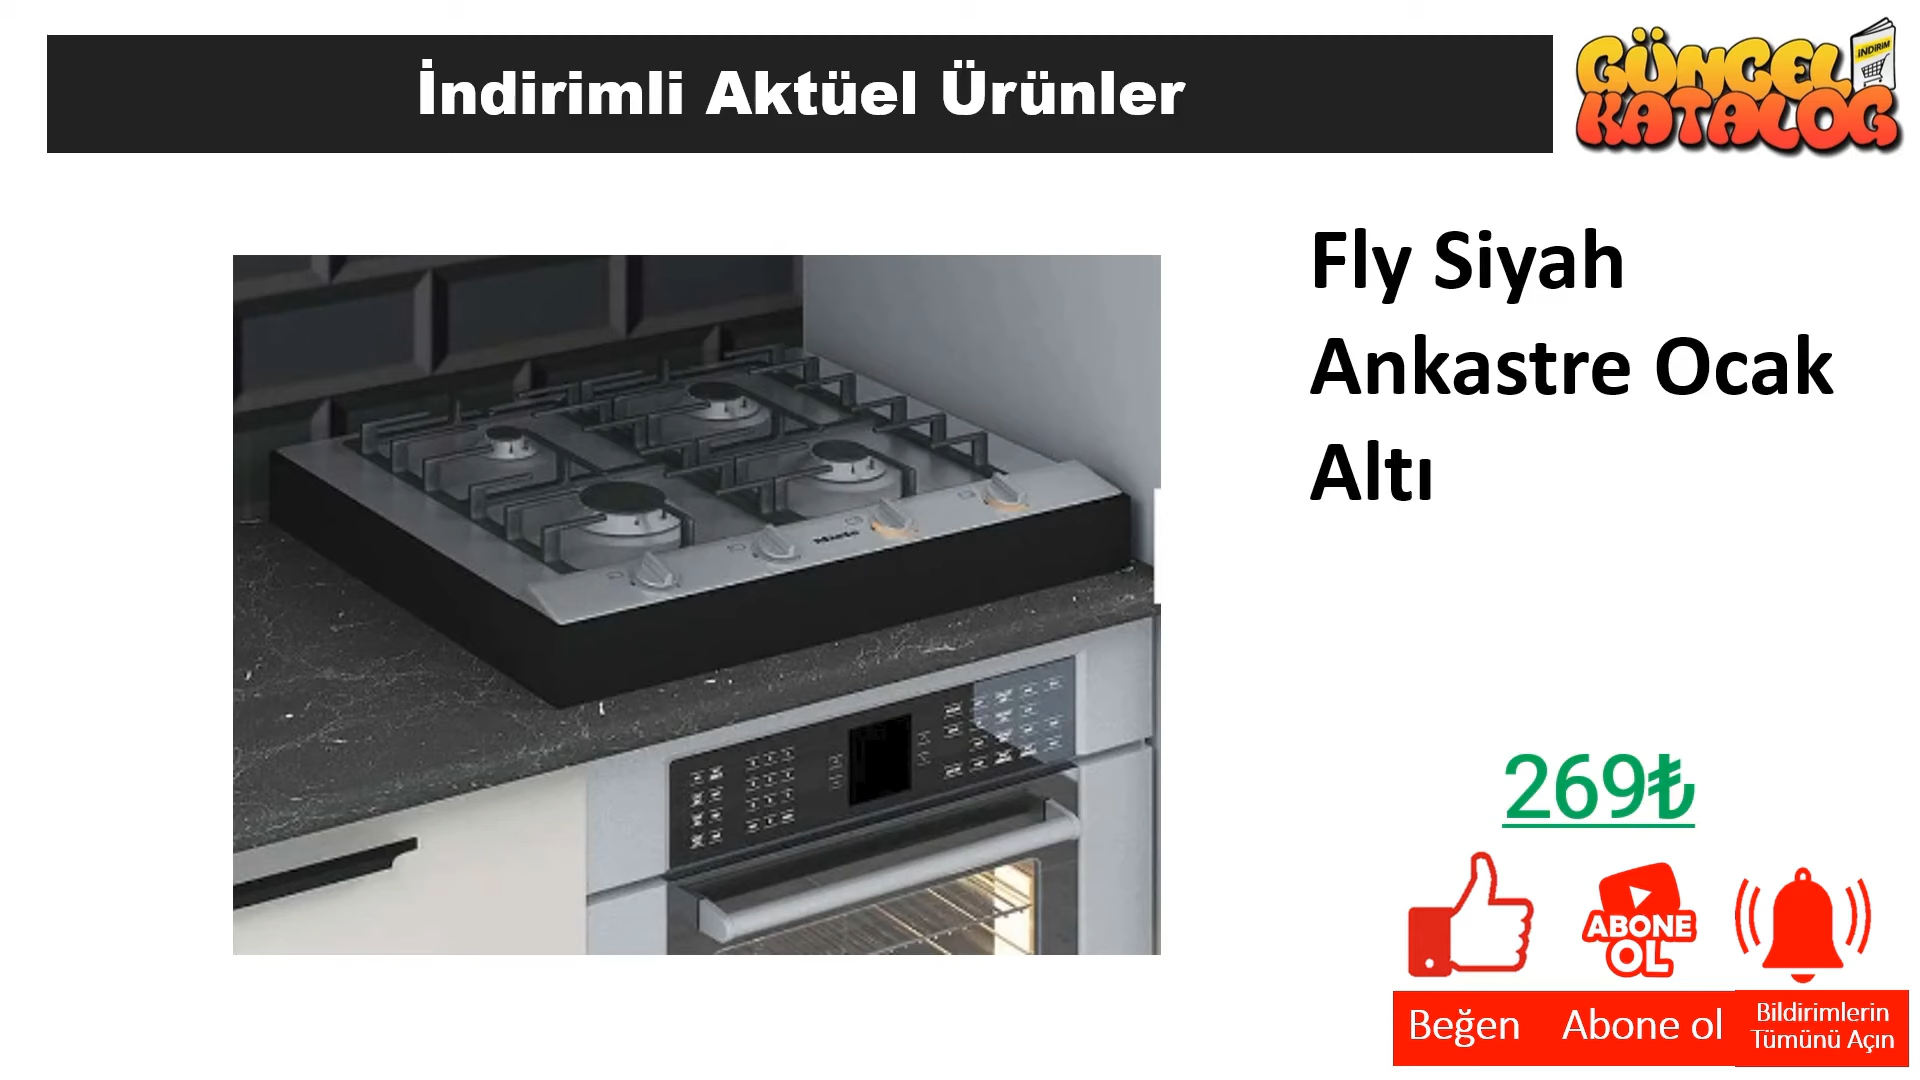 İndirimli Aktüel Ürünler
GÜNCEL
KATALOG
İNDİRİM
Fly Siyah
Ankastre Ocak
Altı
Miele
269₺
ABONE
OL
Beğen
Abone ol
Bildirimlerin
Tümünü Açın